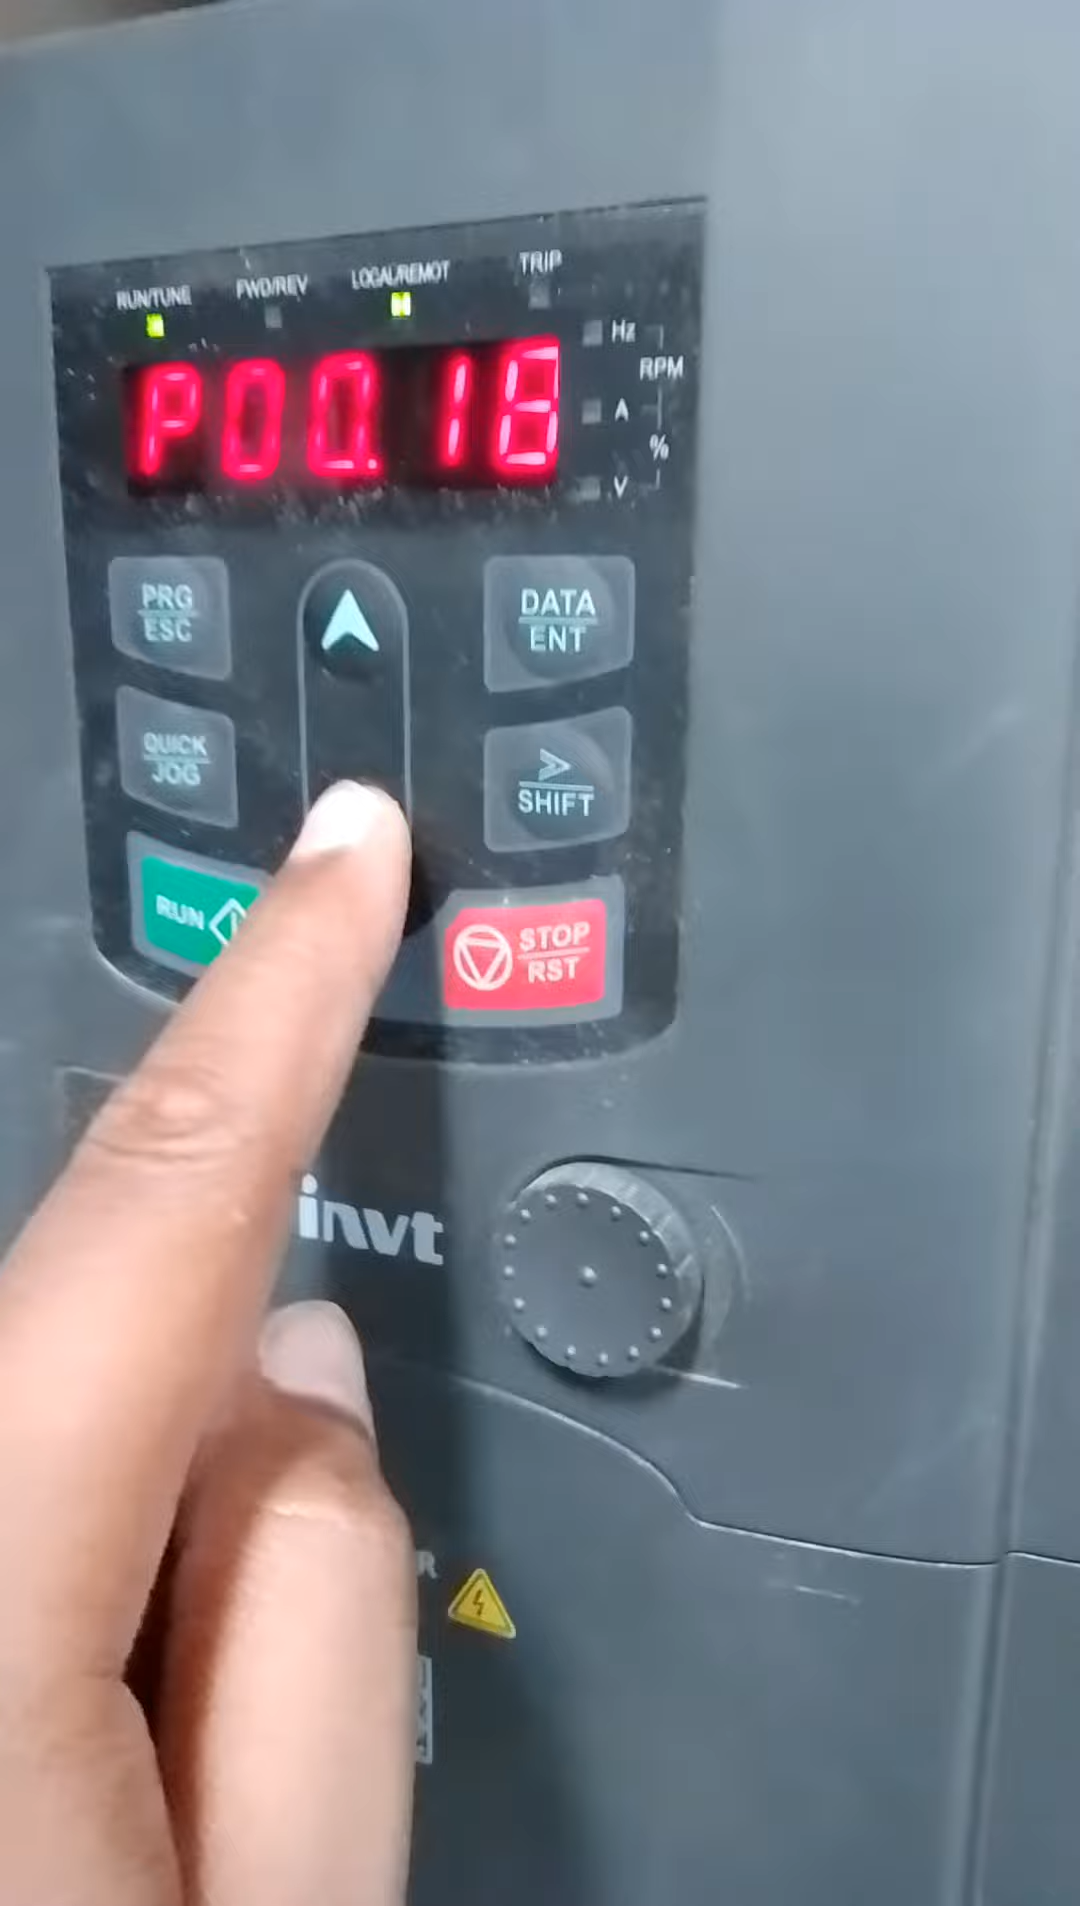 RUN/TUNE FWD/REV LOCAL/REMOT TRIP
P00.18
Hz
RPM
A
%
V
PRG
ESC
DATA
ENT
QUICK
JOG
SHIFT
RUN
STOP
RST
invt